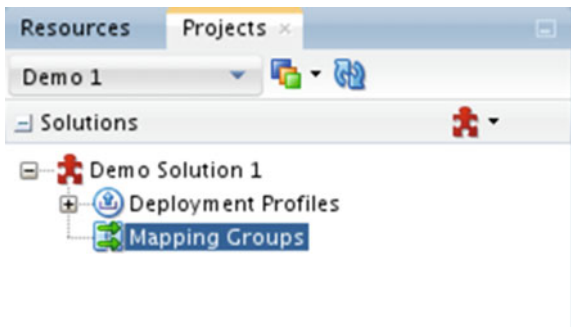 Resources Projects
Demo 1
Solutions
Demo Solution 1
Deployment Profiles
Mapping Groups